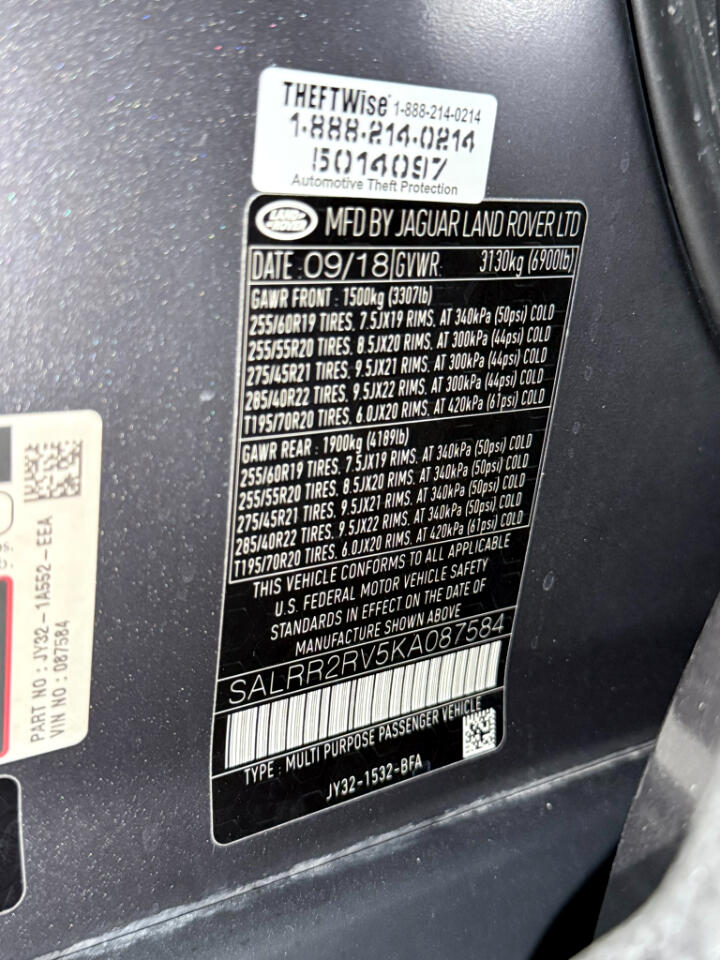 THEFTWise® 1-888-214-0214
1-888-214-0214
15014097
Automotive Theft Protection
LAND ROVER
MFD BY JAGUAR LAND ROVER LTD
DATE : 09/18 GVWR: 3130kg (6900lb)
GAWR FRONT : 1500kg (3307lb)
255/60R19 TIRES, 7.5JX19 RIMS, AT 340kPa (50psi) COLD
255/55R20 TIRES, 8.5JX20 RIMS, AT 300kPa (44psi) COLD
275/45R21 TIRES, 9.5JX21 RIMS, AT 300kPa (44psi) COLD
285/40R22 TIRES, 9.5JX22 RIMS, AT 300kPa (44psi) COLD
T195/70R20 TIRES, 6.0JX20 RIMS, AT 420kPa (61psi) COLD
GAWR REAR : 1900kg (4189lb)
255/60R19 TIRES, 7.5JX19 RIMS, AT 340kPa (50psi) COLD
255/55R20 TIRES, 8.5JX20 RIMS, AT 340kPa (50psi) COLD
275/45R21 TIRES, 9.5JX21 RIMS, AT 340kPa (50psi) COLD
285/40R22 TIRES, 9.5JX22 RIMS, AT 340kPa (50psi) COLD
T195/70R20 TIRES, 6.0JX20 RIMS, AT 420kPa (61psi) COLD
THIS VEHICLE CONFORMS TO ALL APPLICABLE
U.S. FEDERAL MOTOR VEHICLE SAFETY
STANDARDS IN EFFECT ON THE DATE OF
MANUFACTURE SHOWN ABOVE
SALRR2RV5KA087584
TYPE : MULTI PURPOSE PASSENGER VEHICLE
JY32-1532-BFA
PART NO : JY32-1A552-EEA
VIN NO : 087584